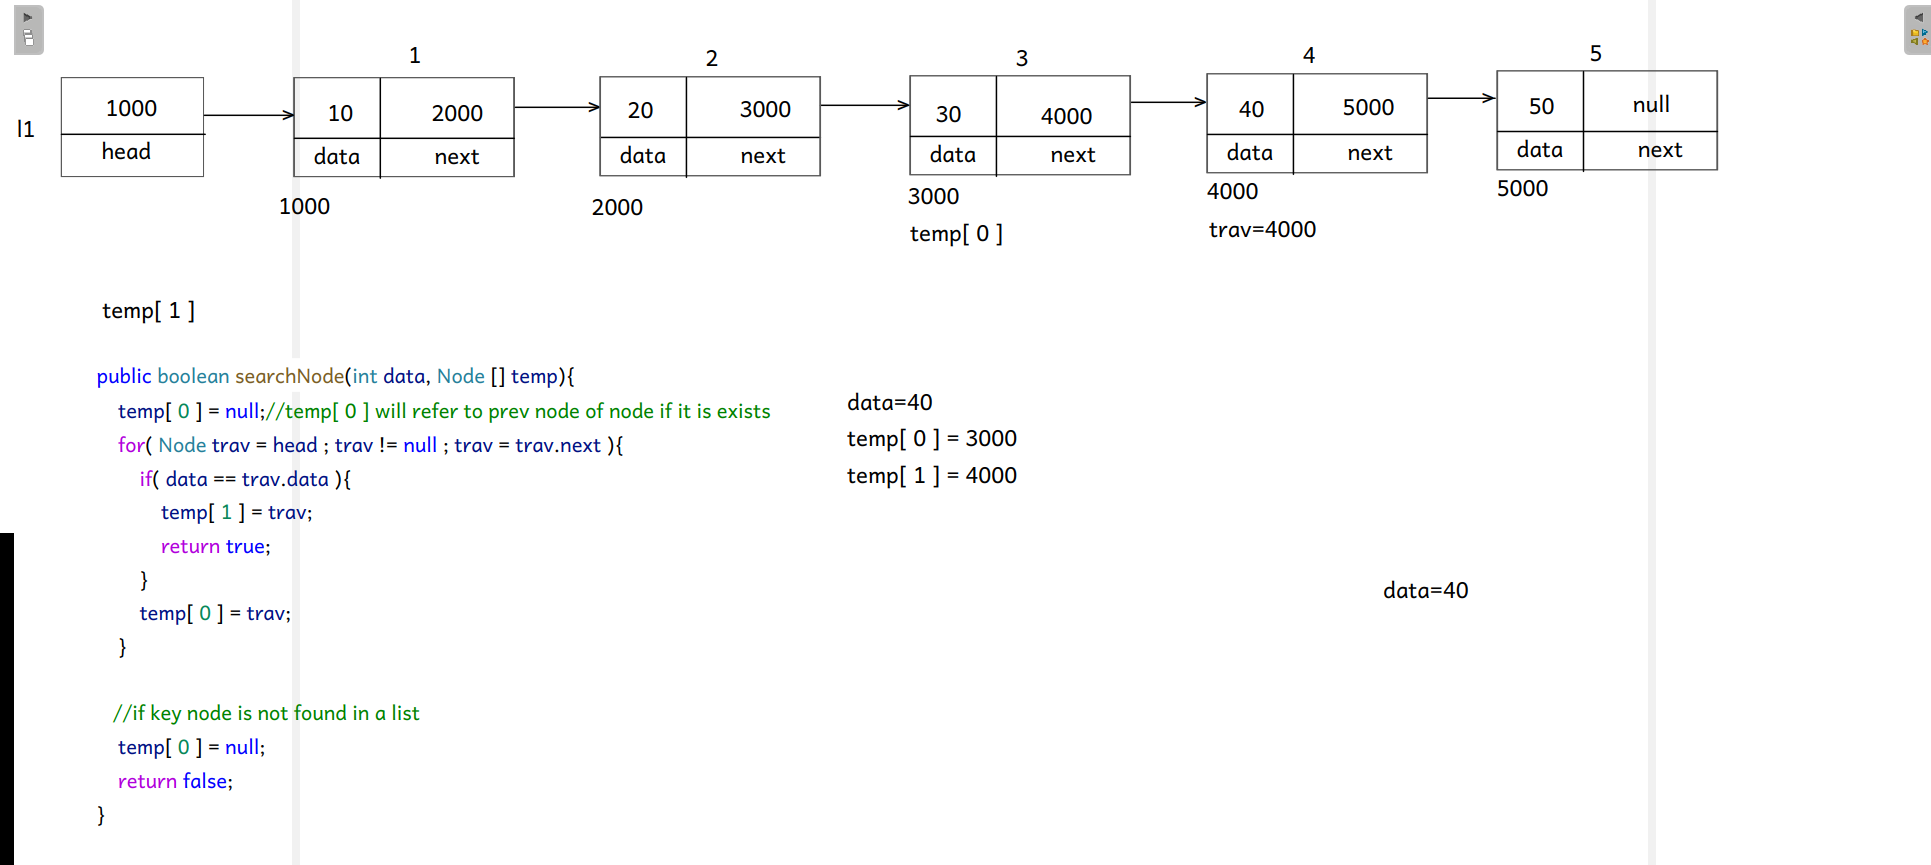 1 2 3 4 5
l1 1000 10 2000 20 3000 30 4000 40 5000 50 null
head data next data next data next data next data next
1000 2000 3000 4000 5000
temp[ 0 ] trav=4000
temp[ 1 ]
public boolean searchNode(int data, Node [] temp){
temp[ 0 ] = null;//temp[ 0 ] will refer to prev node of node if it is exists
for( Node trav = head ; trav != null ; trav = trav.next ){
if( data == trav.data ){
temp[ 1 ] = trav;
return true;
}
temp[ 0 ] = trav;
}
//if key node is not found in a list
temp[ 0 ] = null;
return false;
}
data=40
temp[ 0 ] = 3000
temp[ 1 ] = 4000
data=40